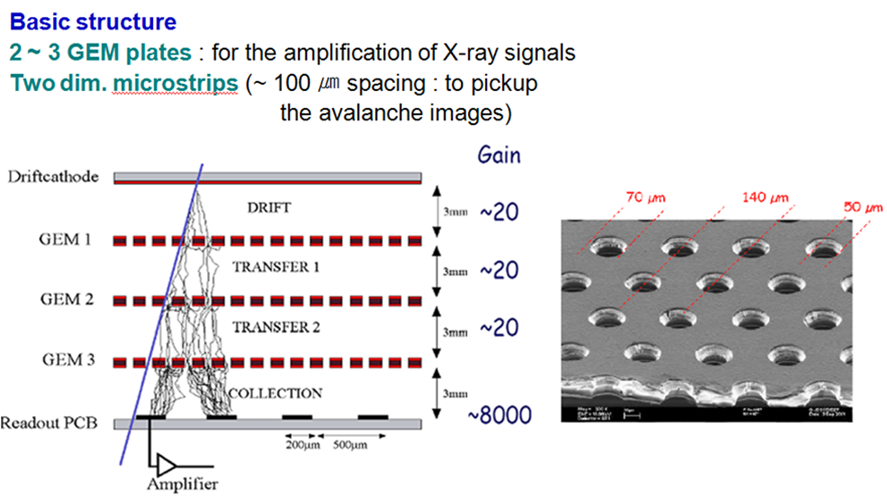 Basic structure
2 ~ 3 GEM plates : for the amplification of X-ray signals
Two dim. microstrips (~ 100 ㎛ spacing : to pickup
the avalanche images)
Gain
Driftcathode
DRIFT
3mm
~20
GEM 1
TRANSFER 1
3mm
~20
GEM 2
TRANSFER 2
3mm
~20
GEM 3
COLLECTION
3mm
~8000
Readout PCB
200µm
500µm
Amplifier
70 µm
140 µm
50 µm